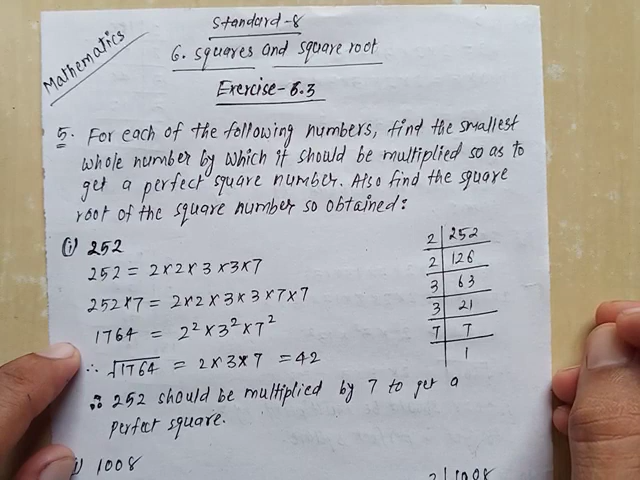 Mathematics
Standard-8
6. squares and square root
Exercise-6.3
5. For each of the following numbers, find the smallest
whole number by which it should be multiplied so as to
get a perfect square number. Also find the square
root of the square number so obtained:
(i) 252
252 = 2×2×3×3×7
252×7 = 2×2×3×3×7×7
1764 = 2²×3²×7²
∴ √1764 = 2×3×7 = 42
∴ 252 should be multiplied by 7 to get a
perfect square.
2 | 252
2 | 126
3 | 63
3 | 21
7 | 7
| 1
1008
2 | 1008